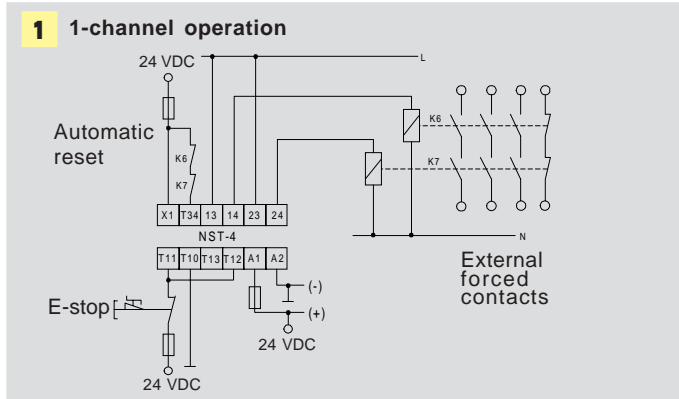 1 1-channel operation
24 VDC
L
Automatic
reset
K6
K6
K7
K7
X1 T34 13 14 23 24
NST-4
T11 T10 T13 T12 A1 A2
N
External
forced
contacts
E-stop
(-)
(+)
24 VDC
24 VDC